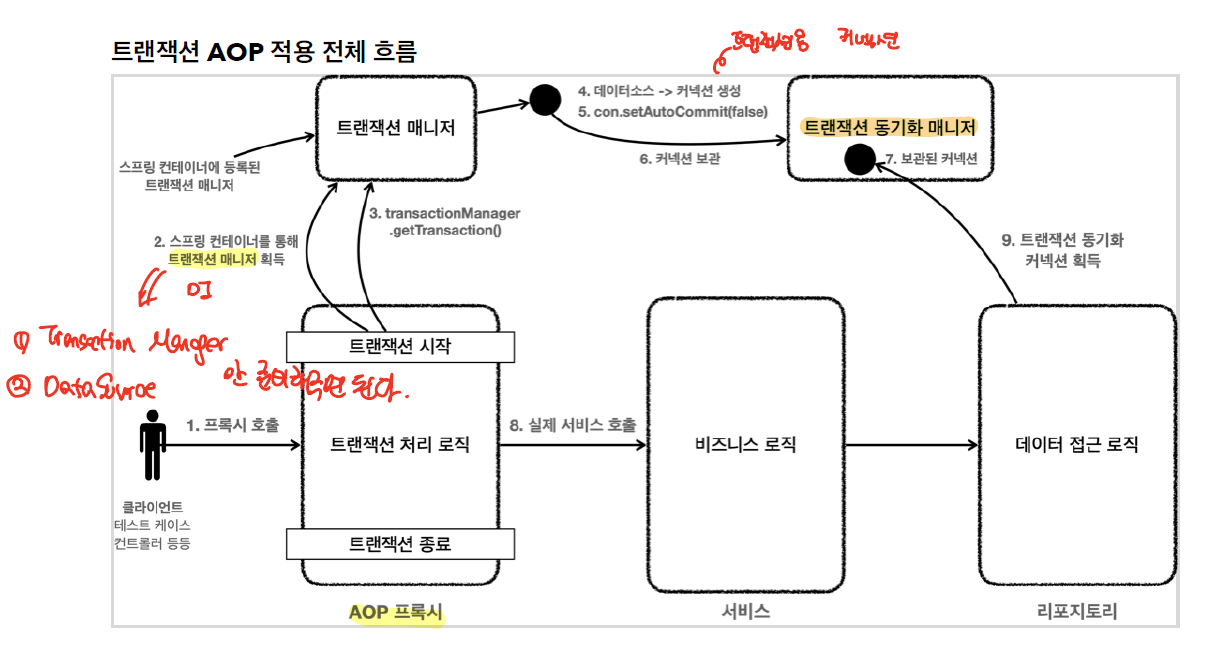 트랜잭션 AOP 적용 전체 흐름
커넥션
트랜잭션 매니저
4. 데이터소스 -> 커넥션 생성
5. con.setAutoCommit(false)
트랜잭션 동기화 매니저
6. 커넥션 보관
7. 보관된 커넥션
스프링 컨테이너에 등록된
트랜잭션 매니저
3. transactionManager
.getTransaction()
2. 스프링 컨테이너를 통해
트랜잭션 매니저 획득
9. 트랜잭션 동기화
커넥션 획득
DI
① Transaction Manager
② DataSource
된다.
트랜잭션 시작
1. 프록시 호출
트랜잭션 처리 로직
8. 실제 서비스 호출
비즈니스 로직
데이터 접근 로직
클라이언트
테스트 케이스
컨트롤러 등등
트랜잭션 종료
AOP 프록시
서비스
리포지토리